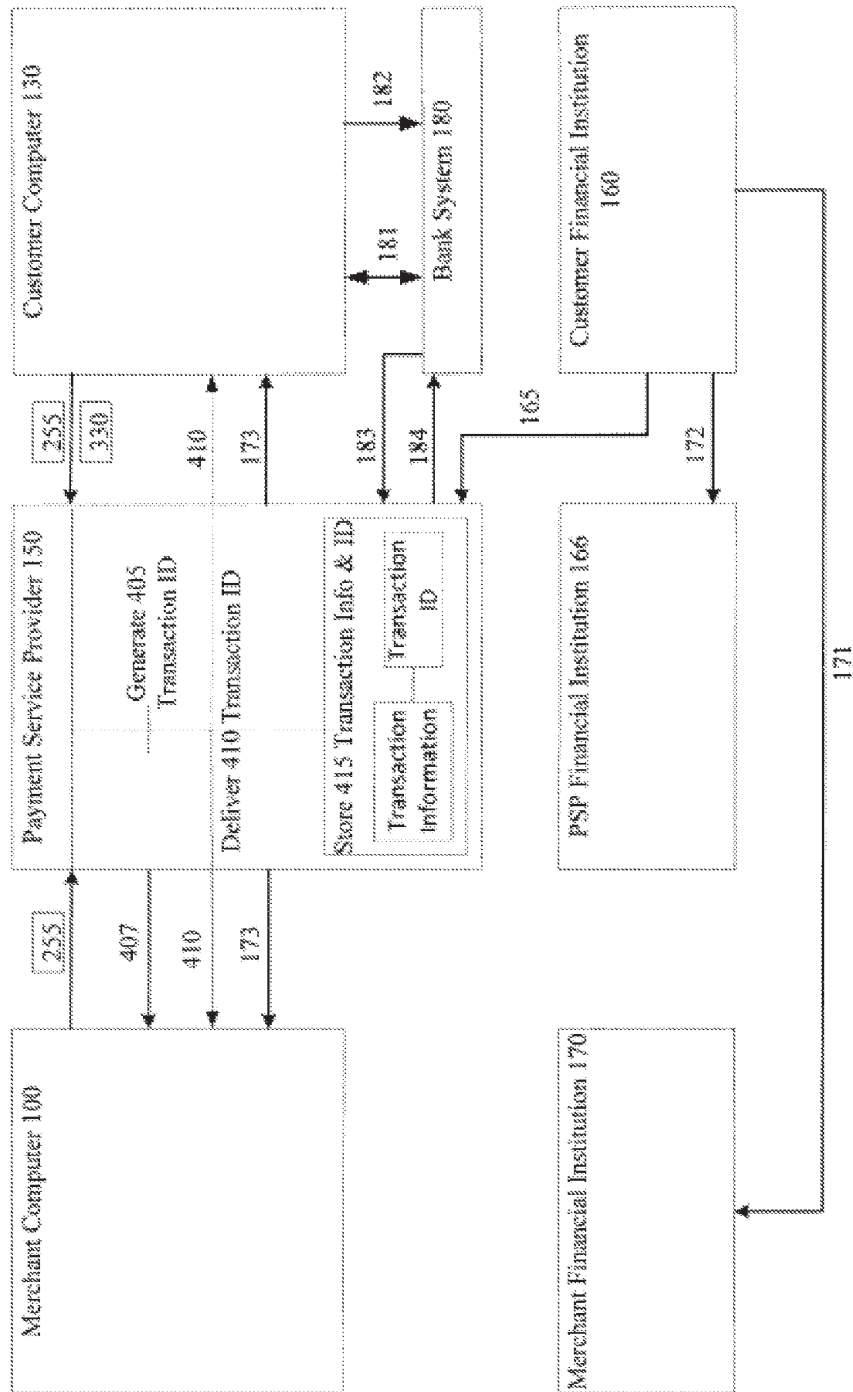 Merchant Computer 100
255
407
410
173
Payment Service Provider 150
Generate 405
Transaction ID
Deliver 410 Transaction ID
Store 415 Transaction Info & ID
Transaction
Information
Transaction
ID
255
330
410
173
183
184
165
Customer Computer 130
181
182
Bank System 180
Merchant Financial Institution 170
PSP Financial Institution 166
172
Customer Financial Institution
160
171